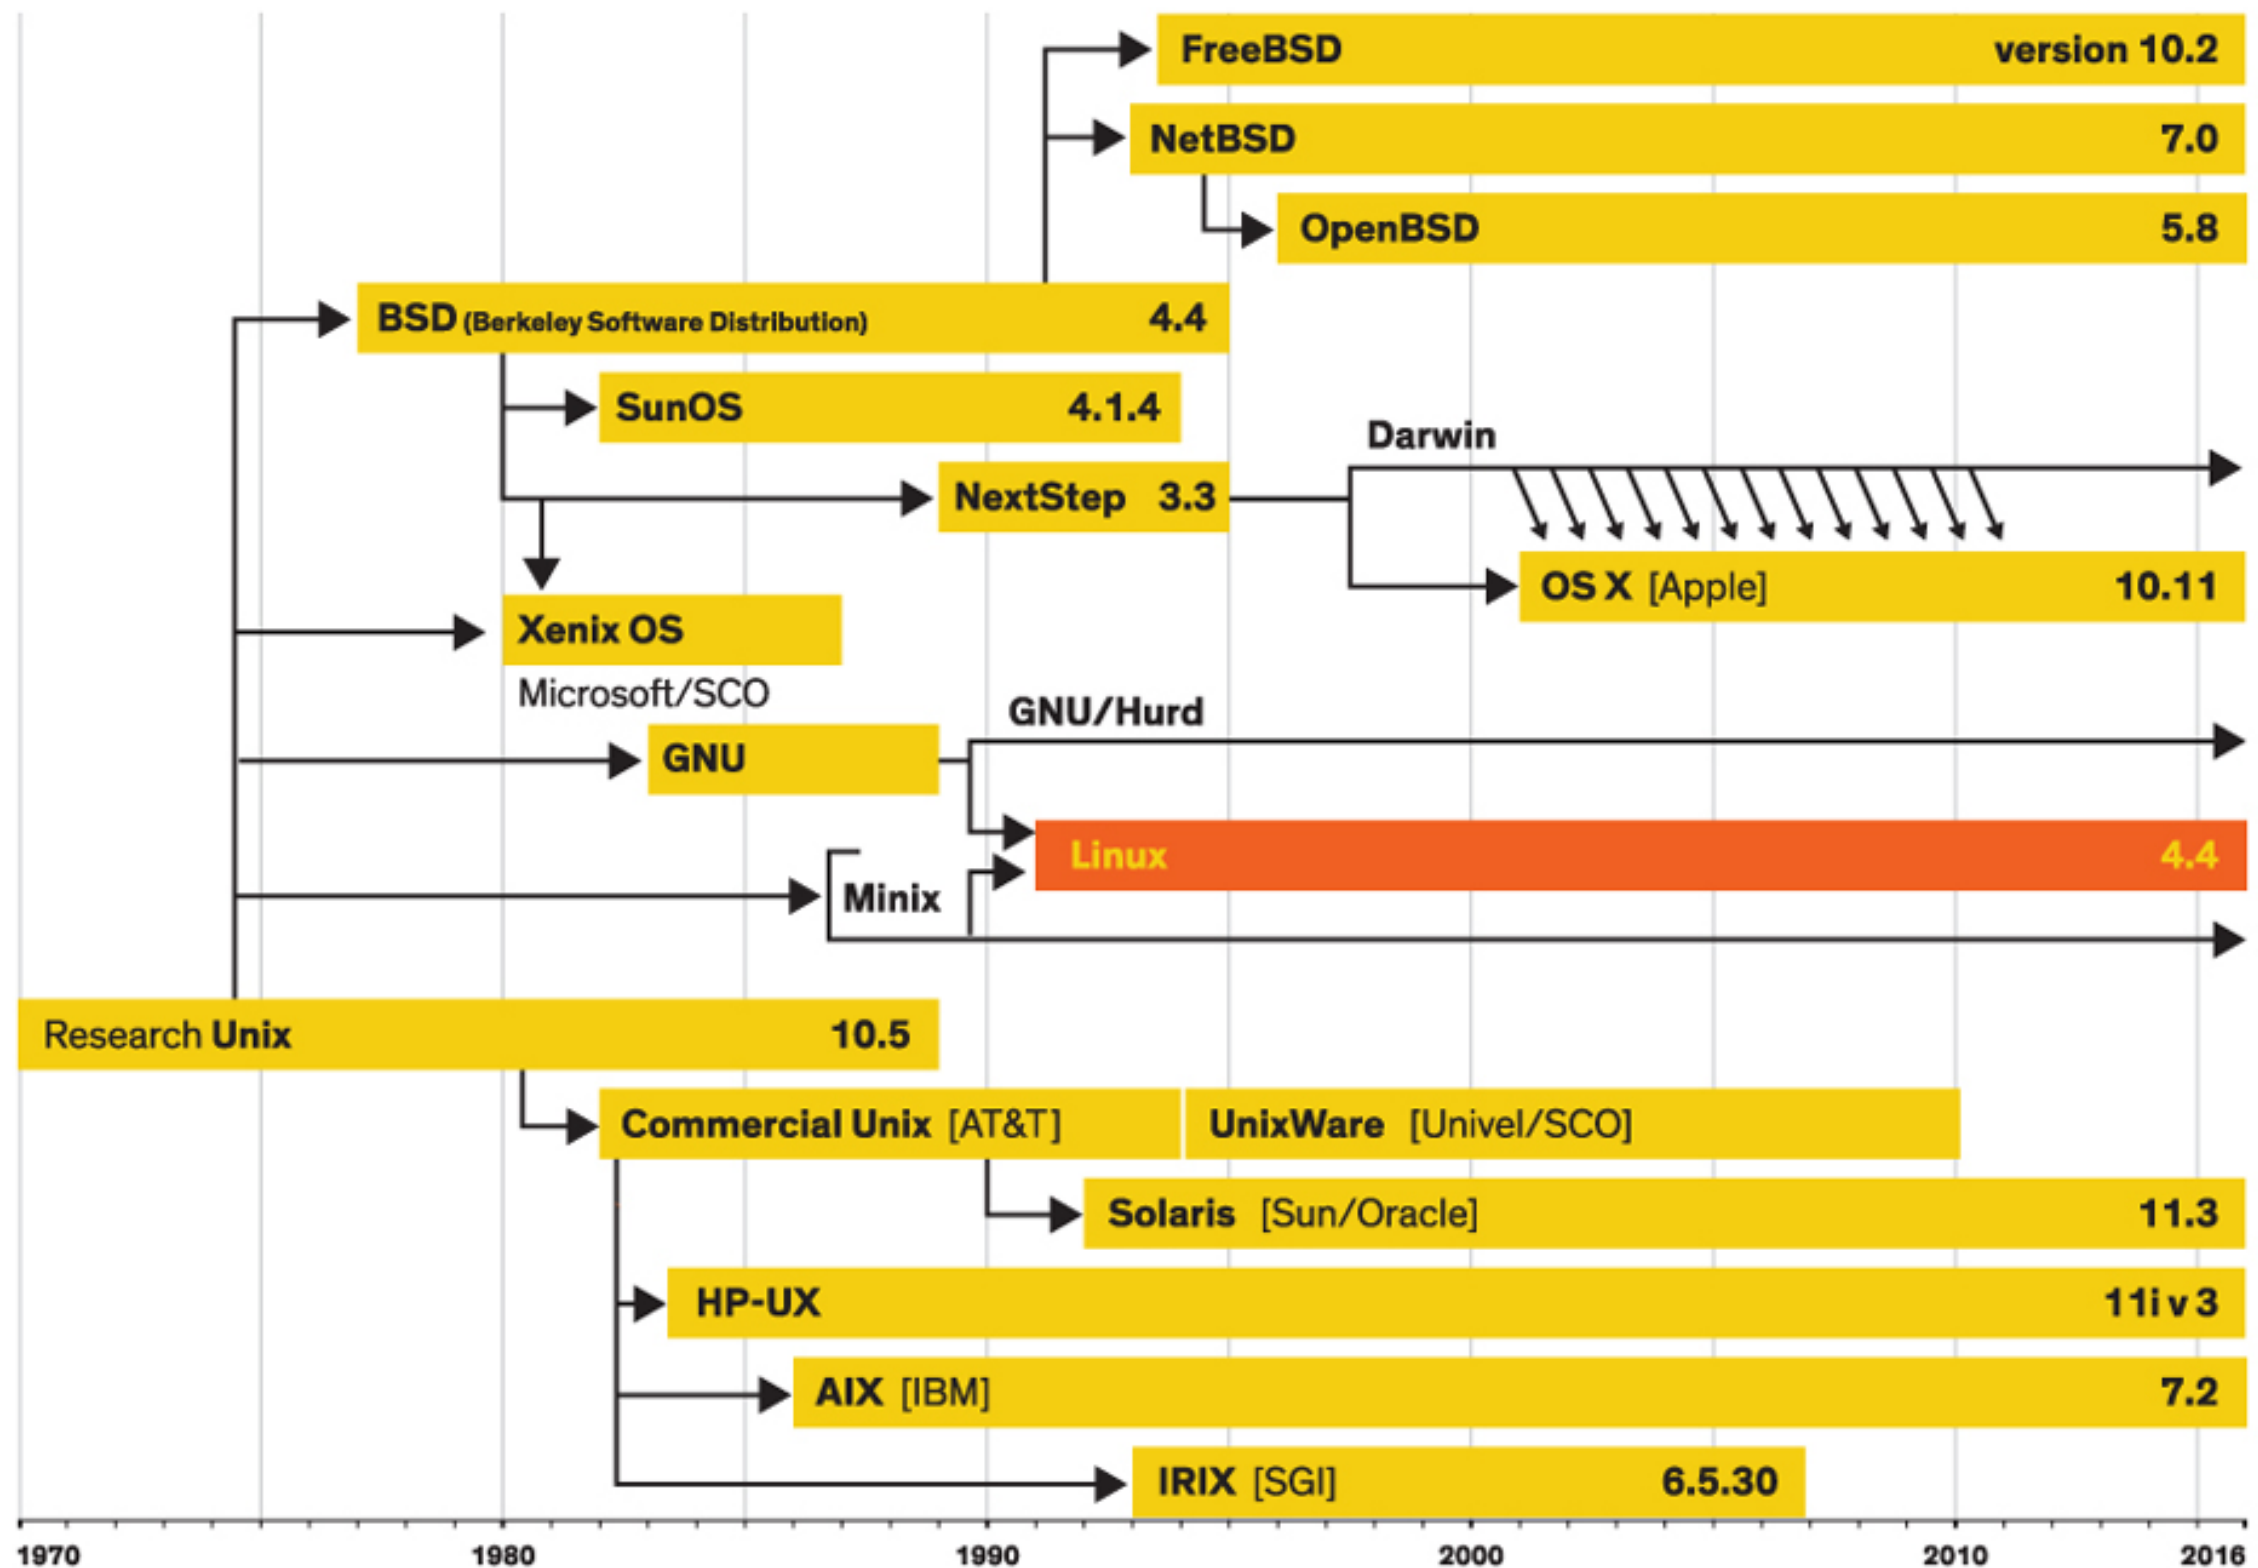 FreeBSD version 10.2
NetBSD 7.0
OpenBSD 5.8
BSD (Berkeley Software Distribution) 4.4
SunOS 4.1.4
Darwin
NextStep 3.3
OS X [Apple] 10.11
Xenix OS
Microsoft/SCO
GNU/Hurd
GNU
Linux 4.4
Minix
Research Unix 10.5
Commercial Unix [AT&T] UnixWare [Univel/SCO]
Solaris [Sun/Oracle] 11.3
HP-UX 11i v 3
AIX [IBM] 7.2
IRIX [SGI] 6.5.30
1970 1980 1990 2000 2010 2016